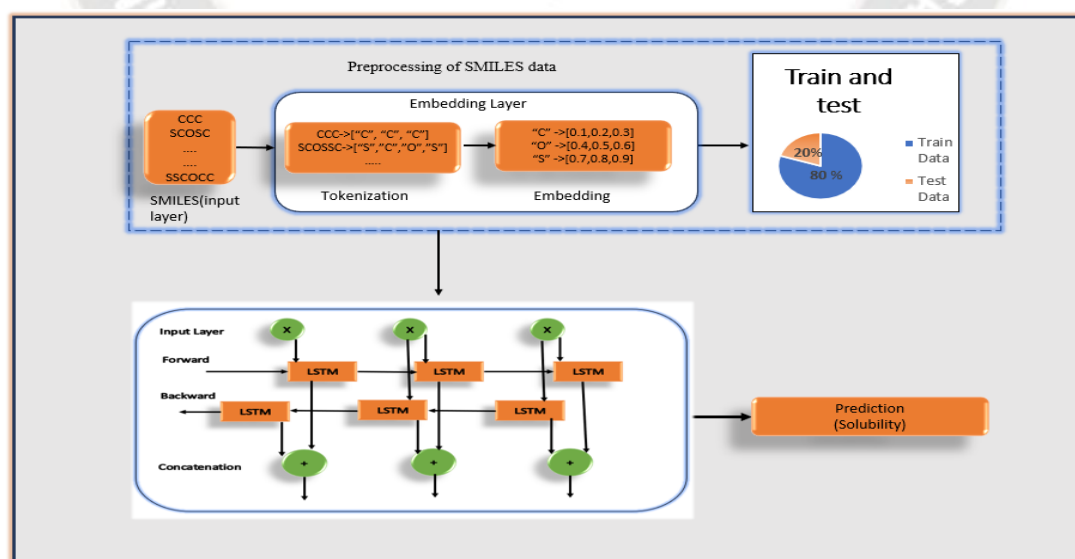 Preprocessing of SMILES data
CCC
SCOSC
....
....
SSCOCC
SMILES(input
layer)
Embedding Layer
CCC->[“C”, “C”, “C”]
SCOSSC->[“S”,“C”,“O”,“S”]
.....
Tokenization
“C” ->[0.1,0.2,0.3]
“O” ->[0.4,0.5,0.6]
“S” ->[0.7,0.8,0.9]
Embedding
Train and
test
20%
80 %
Train
Data
Test
Data
Input Layer
x
x
x
Forward
LSTM
LSTM
LSTM
Backward
LSTM
LSTM
LSTM
Concatenation
+
+
+
Prediction
(Solubility)